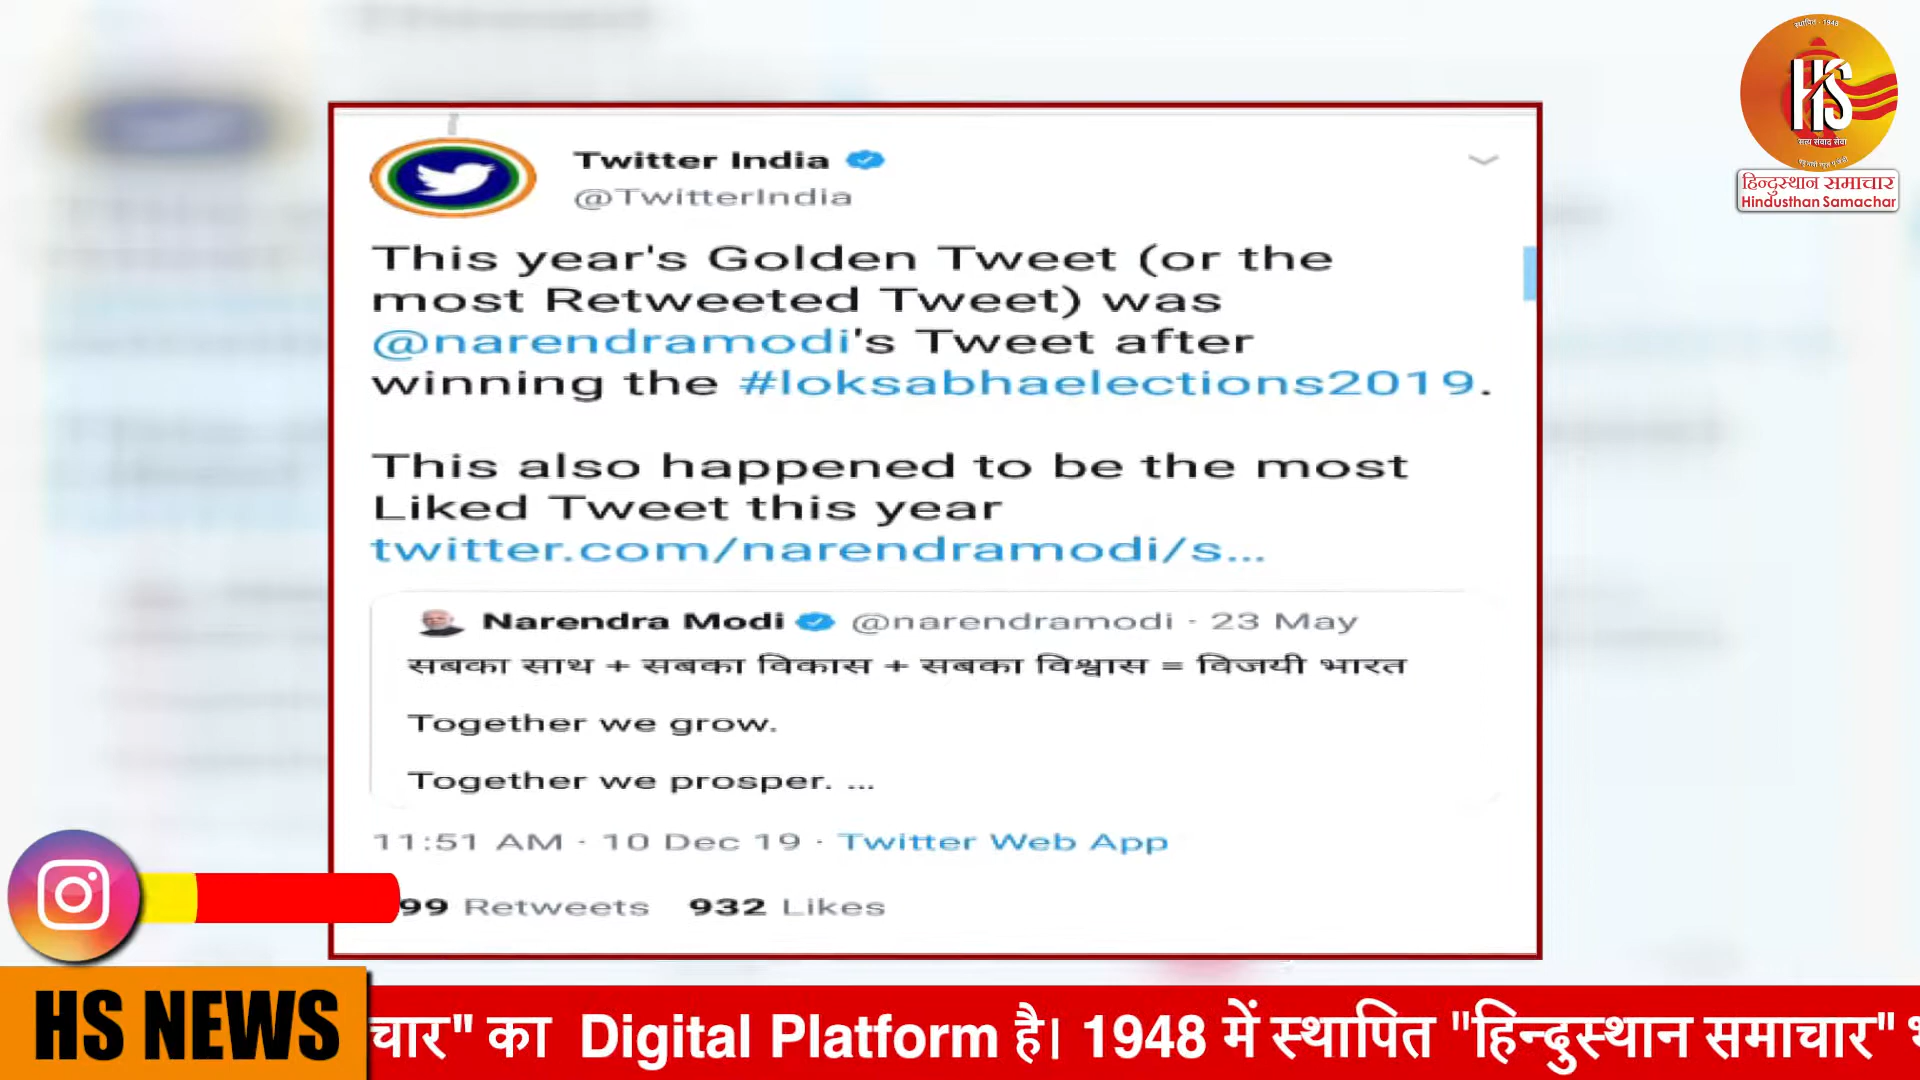 स्थापित - 1948
HS
सत्य संवाद सेवा
हिन्दुस्थान समाचार
Hindusthan Samachar
Twitter India
@TwitterIndia
This year's Golden Tweet (or the
most Retweeted Tweet) was
@narendramodi's Tweet after
winning the #loksabhaelections2019.
This also happened to be the most
Liked Tweet this year
twitter.com/narendramodi/s...
Narendra Modi @narendramodi · 23 May
सबका साथ + सबका विकास + सबका विश्वास = विजयी भारत
Together we grow.
Together we prosper. ...
11:51 AM · 10 Dec 19 · Twitter Web App
99 Retweets 932 Likes
HS NEWS
चार" का Digital Platform है। 1948 में स्थापित "हिन्दुस्थान समाचार"